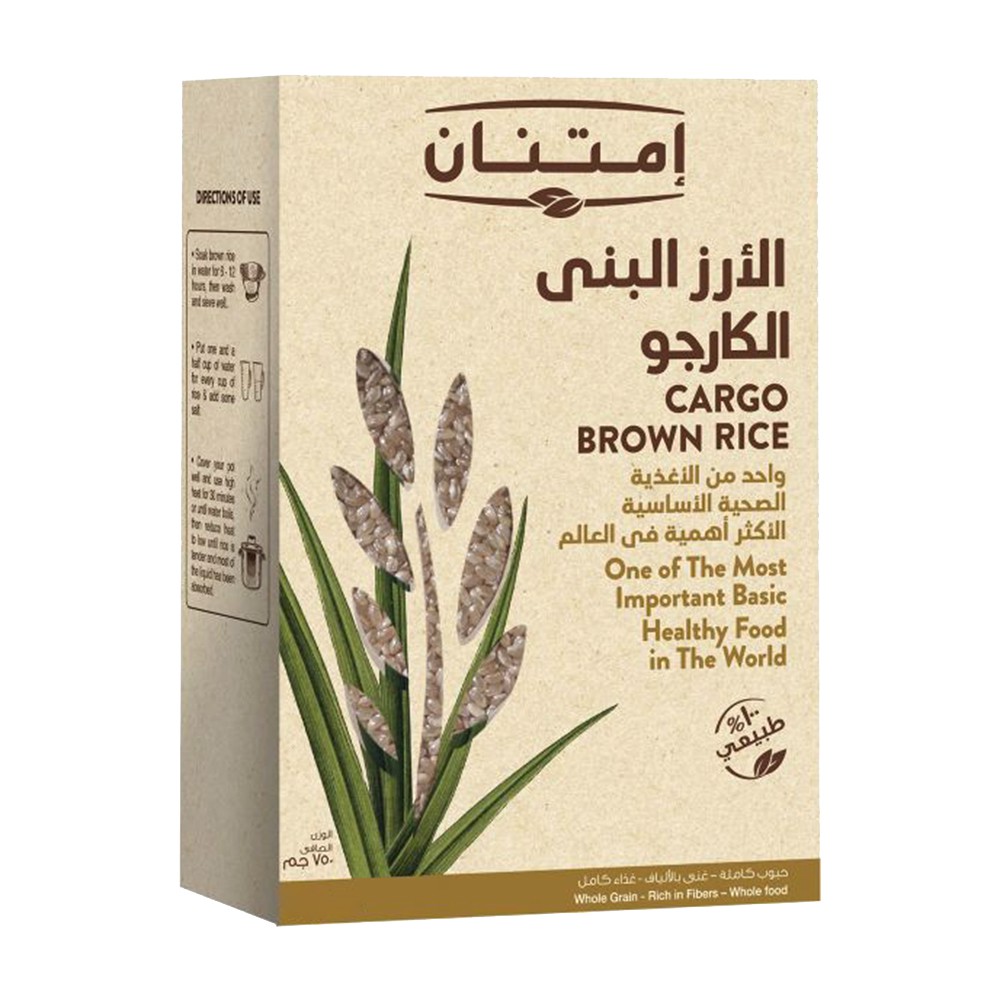 إمتنان
الأرز البنى
الكارجو
CARGO
BROWN RICE
واحد من الأغذية
الصحية الأساسية
الأكثر أهمية فى العالم
One of The Most
Important Basic
Healthy Food
in The World
١٠٠%
طبيعي
الوزن
الصافى
٧٥٠ جم
حبوب كاملة – غنى بالألياف - غذاء كامل
Whole Grain - Rich in Fibers – Whole food
DIRECTIONS OF USE
• Soak brown rice
in water for 8 - 12
hours, then wash
and sieve well.
• Put one and a
half cup of water
for every cup of
rice & add some
salt
• Cover your pot
well and use high
heat for 30 minutes
or until water boils,
then reduce heat
to low until rice is
tender and most of
the liquid has been
absorbed.